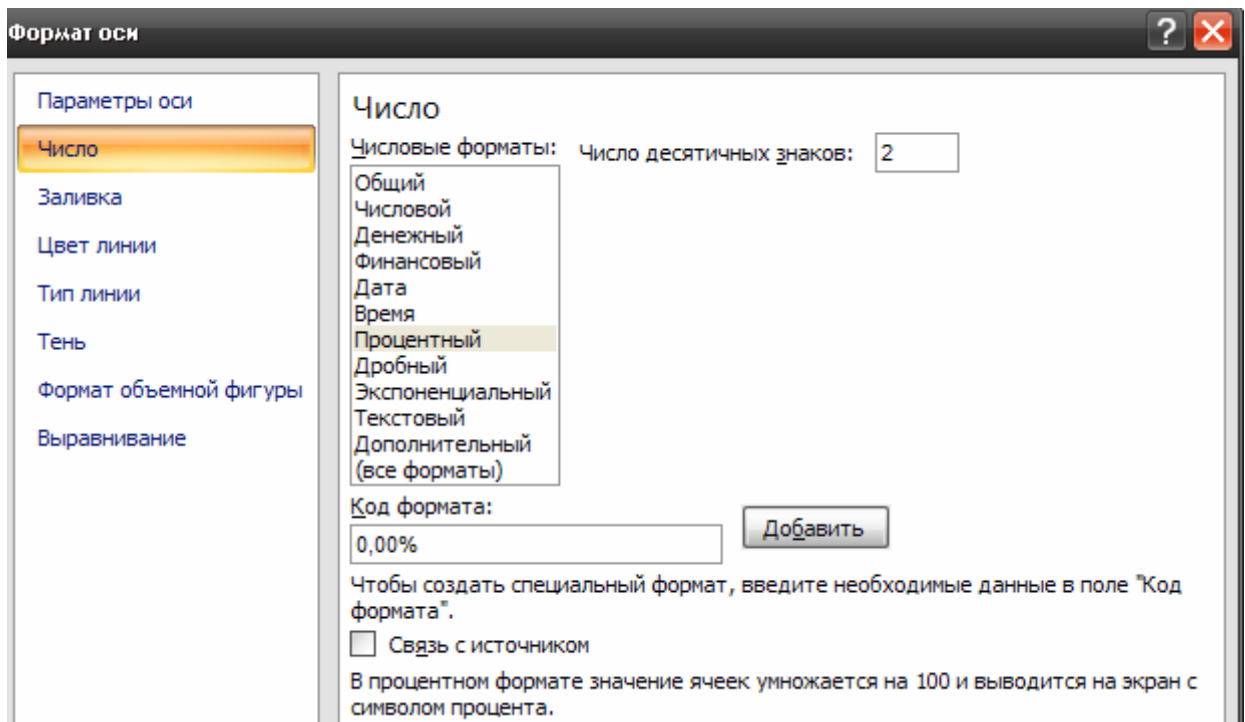 Формат оси
?
Параметры оси
Число
Заливка
Цвет линии
Тип линии
Тень
Формат объемной фигуры
Выравнивание
Число
Числовые форматы:
Число десятичных знаков: 2
Общий
Числовой
Денежный
Финансовый
Дата
Время
Процентный
Дробный
Экспоненциальный
Текстовый
Дополнительный
(все форматы)
Код формата:
0,00%
Добавить
Чтобы создать специальный формат, введите необходимые данные в поле "Код
формата".
Связь с источником
В процентном формате значение ячеек умножается на 100 и выводится на экран с
символом процента.